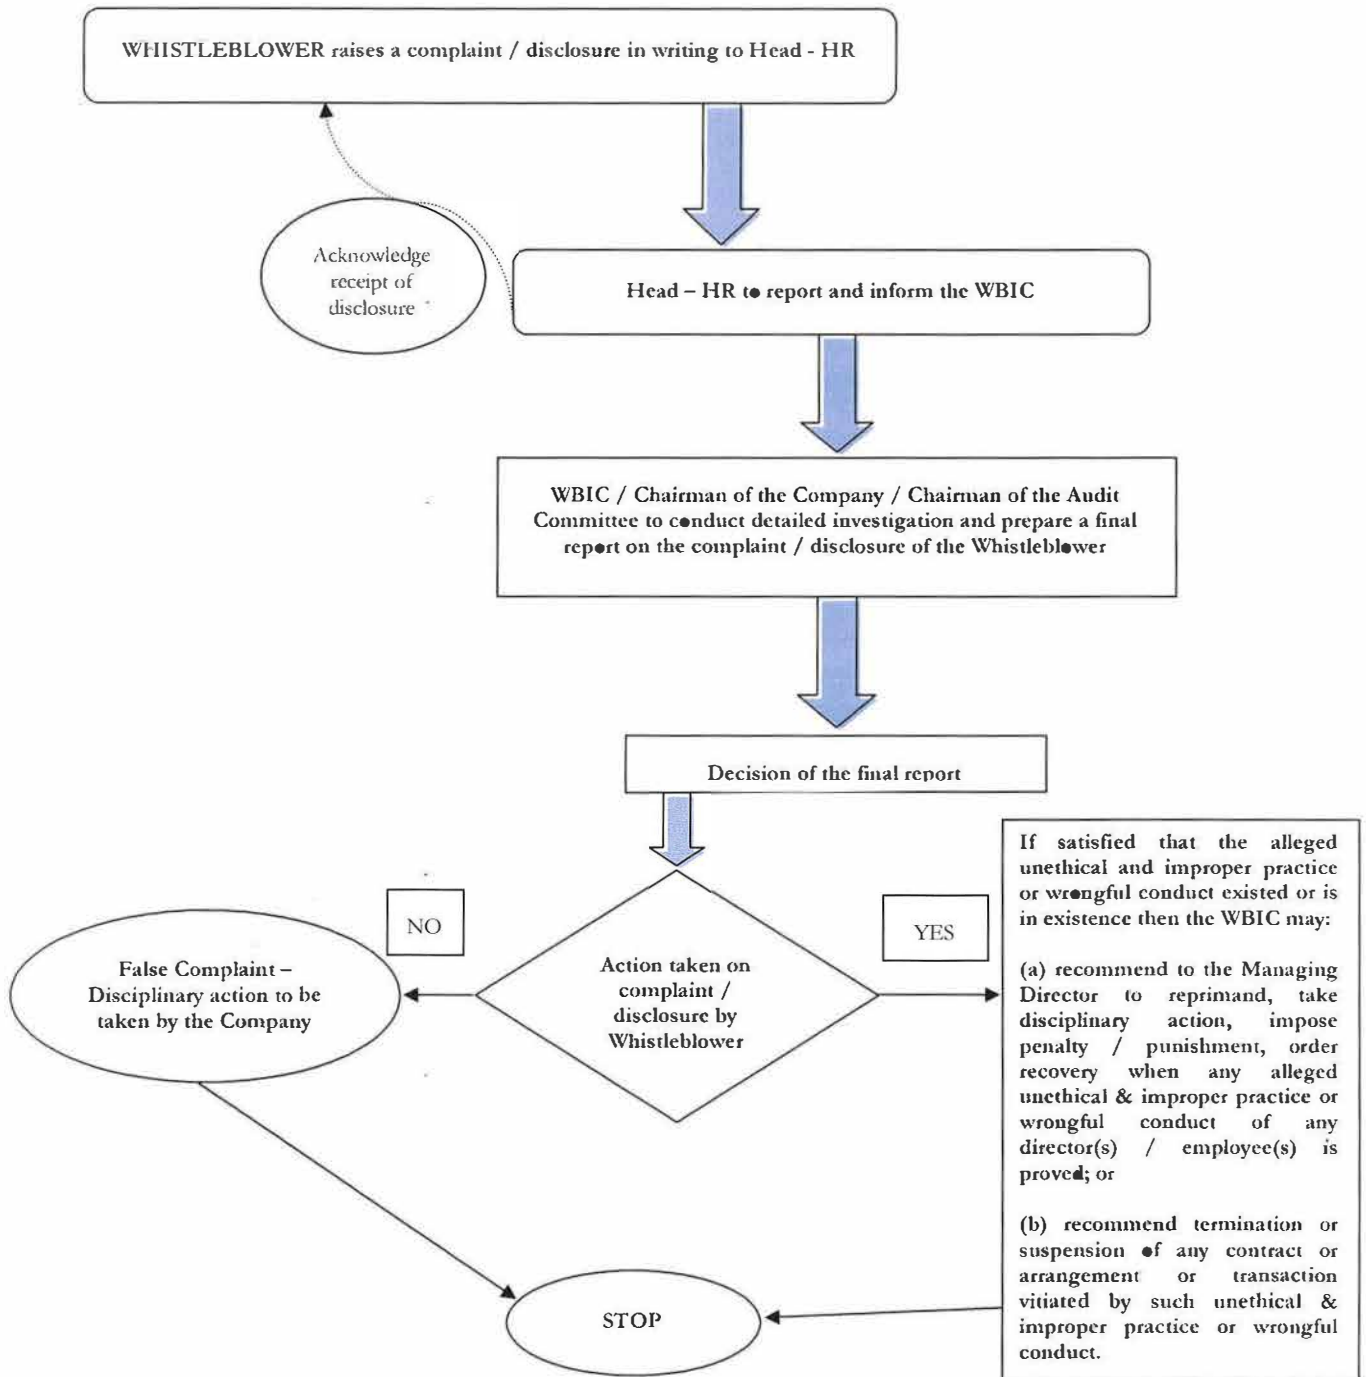 WHISTLEBLOWER raises a complaint / disclosure in writing to Head - HR
Acknowledge
receipt of
disclosure
Head – HR to report and inform the WBIC
WBIC / Chairman of the Company / Chairman of the Audit
Committee to conduct detailed investigation and prepare a final
report on the complaint / disclosure of the Whistleblower
Decision of the final report
NO
YES
False Complaint –
Disciplinary action to be
taken by the Company
Action taken on
complaint /
disclosure by
Whistleblower
If satisfied that the alleged
unethical and improper practice
or wrongful conduct existed or is
in existence then the WBIC may:
(a) recommend to the Managing
Director to reprimand, take
disciplinary action, impose
penalty / punishment, order
recovery when any alleged
unethical & improper practice or
wrongful conduct of any
director(s) / employee(s) is
proved; or
(b) recommend termination or
suspension of any contract or
arrangement or transaction
vitiated by such unethical &
improper practice or wrongful
conduct.
STOP